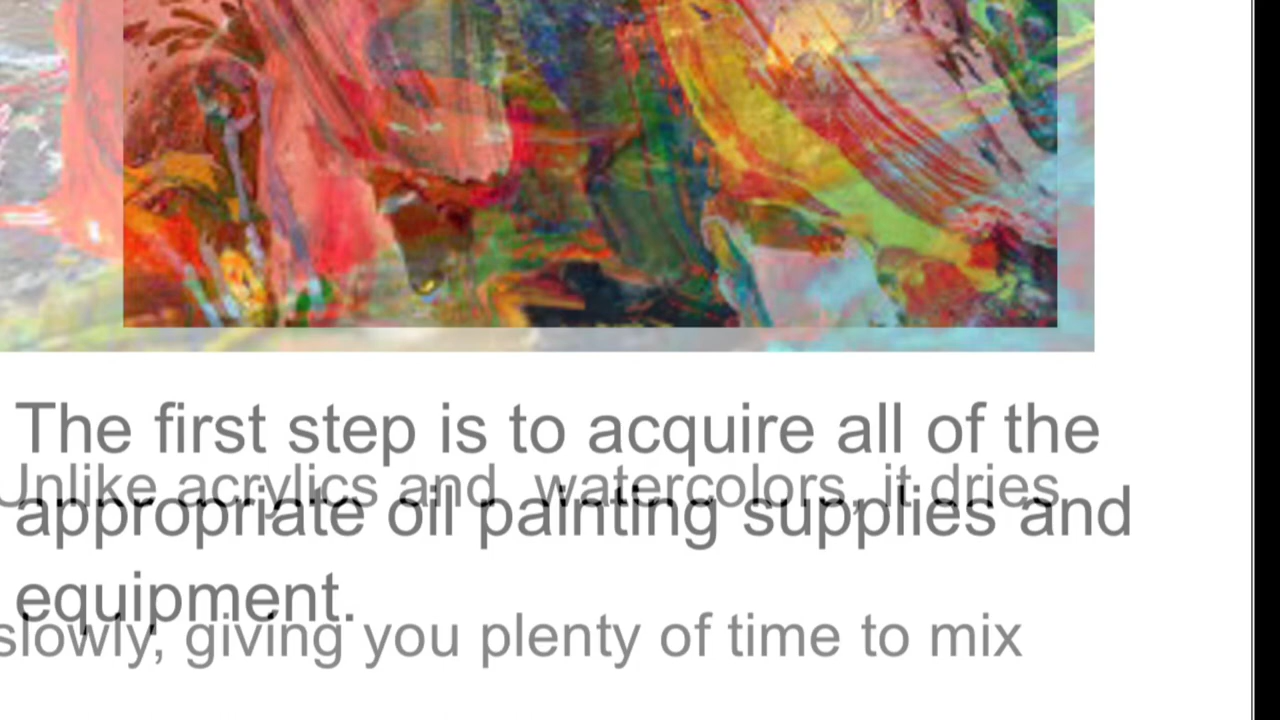 The first step is to acquire all of the
Unlike acrylics and watercolors, it dries
appropriate oil painting supplies and
equipment.
slowly, giving you plenty of time to mix